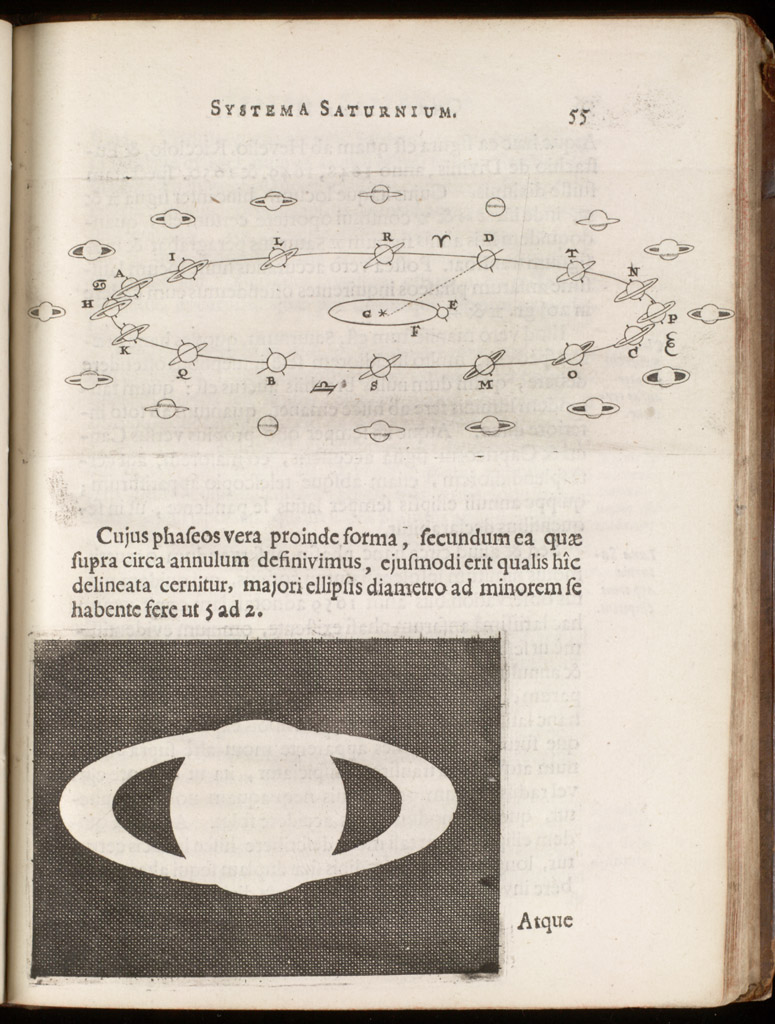 SYSTEMA SATURNIUM. 55
L R ♈ D
I T
A N
♋ H P
G E
F
K C ♑
Q O
B ♎ S M
Cujus phaſeos vera proinde forma, ſecundum ea quæ
ſupra circa annulum definivimus, ejuſmodi erit qualis hîc
delineata cernitur, majori ellipſis diametro ad minorem ſe
habente fere ut 5 ad 2.
Atque